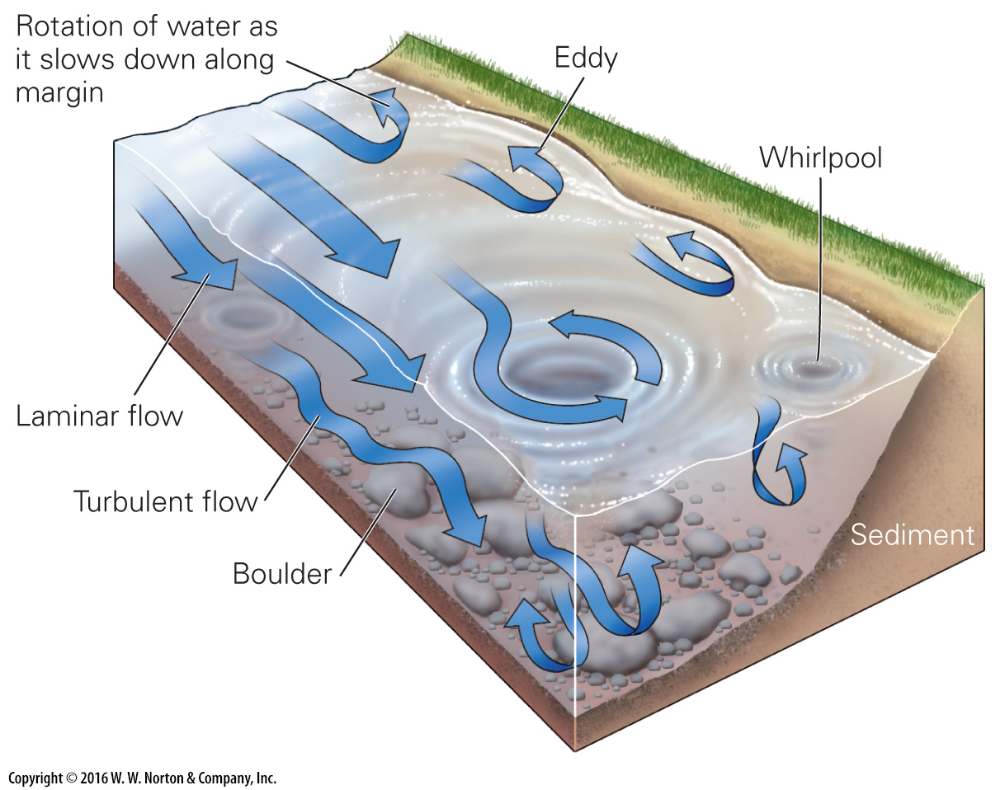 Rotation of water as
it slows down along
margin
Eddy
Whirlpool
Laminar flow
Turbulent flow
Boulder
Sediment
Copyright © 2016 W. W. Norton & Company, Inc.